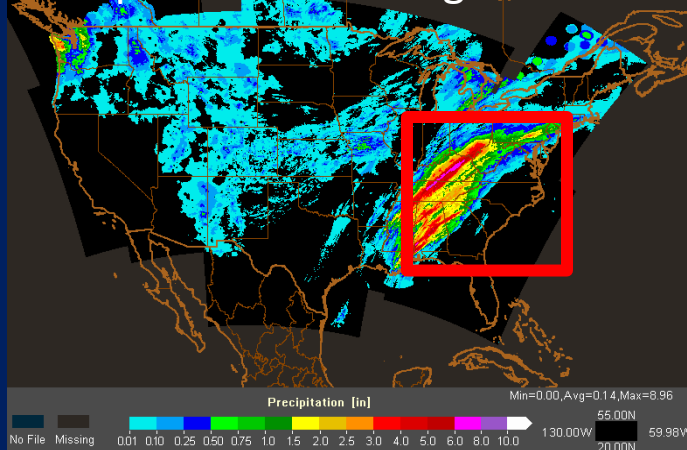 Precipitation [in]
Min=0.00,Avg=0.14,Max=8.96
No File
Missing
0.01 0.10 0.25 0.50 0.75 1.0 1.5 2.0 2.5 3.0 4.0 5.0 6.0 8.0 10.0
55.00N
130.00W
59.98W
20.00N